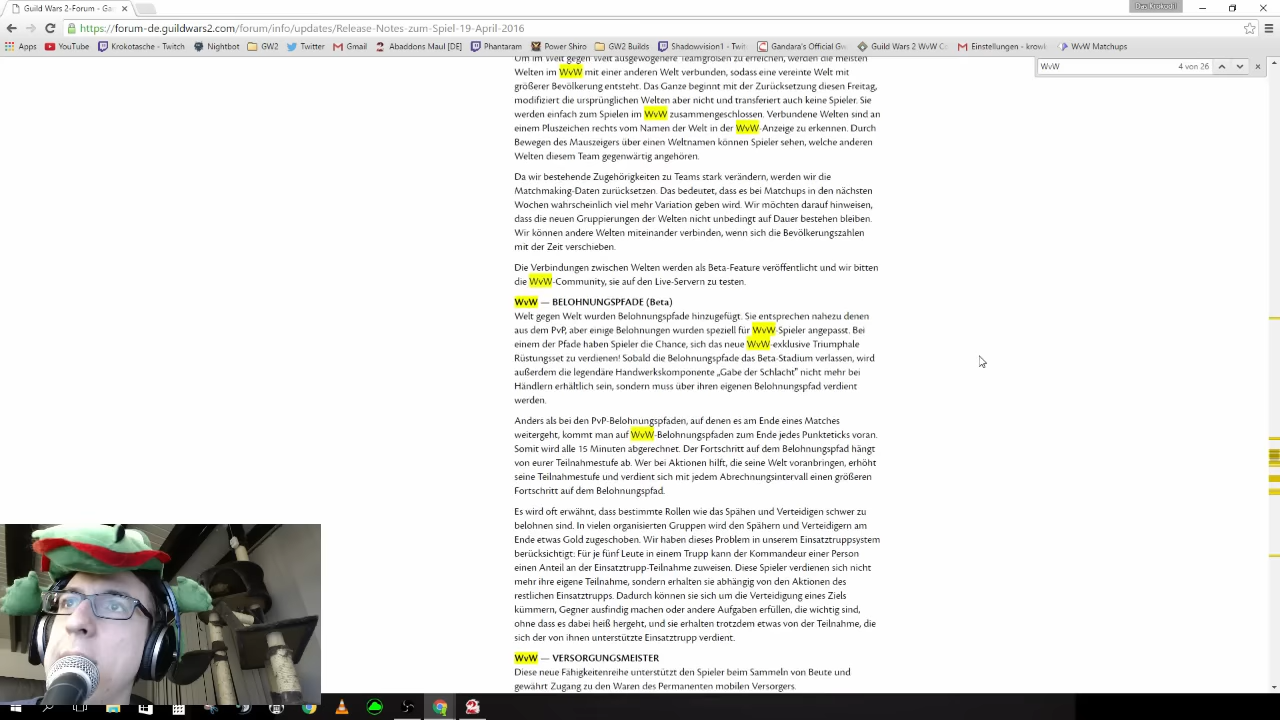 Guild Wars 2-Forum - Ga
Das Krokodil
https://forum-de.guildwars2.com/forum/info/updates/Release-Notes-zum-Spiel-19-April-2016
Apps YouTube Krokotasche - Twitch Nightbot GW2 Twitter Gmail Abaddons Maul [DE] Phantaram Power Shiro GW2 Builds Shadowvision1 - Twi Gandara's Official Gw Guild Wars 2 WvW Co Einstellungen - krowk WvW Matchups
WvW 4 von 26
Um im Welt gegen Welt ausgewogenere Teamgrößen zu erreichen, werden die meisten
Welten im WvW mit einer anderen Welt verbunden, sodass eine vereinte Welt mit
größerer Bevölkerung entsteht. Das Ganze beginnt mit der Zurücksetzung diesen Freitag,
modifiziert die ursprünglichen Welten aber nicht und transferiert auch keine Spieler. Sie
werden einfach zum Spielen im WvW zusammengeschlossen. Verbundene Welten sind an
einem Pluszeichen rechts vom Namen der Welt in der WvW-Anzeige zu erkennen. Durch
Bewegen des Mauszeigers über einen Weltnamen können Spieler sehen, welche anderen
Welten diesem Team gegenwärtig angehören.
Da wir bestehende Zugehörigkeiten zu Teams stark verändern, werden wir die
Matchmaking-Daten zurücksetzen. Das bedeutet, dass es bei Matchups in den nächsten
Wochen wahrscheinlich viel mehr Variation geben wird. Wir möchten darauf hinweisen,
dass die neuen Gruppierungen der Welten nicht unbedingt auf Dauer bestehen bleiben.
Wir können andere Welten miteinander verbinden, wenn sich die Bevölkerungszahlen
mit der Zeit verschieben.
Die Verbindungen zwischen Welten werden als Beta-Feature veröffentlicht und wir bitten
die WvW-Community, sie auf den Live-Servern zu testen.
WvW — BELOHNUNGSPFADE (Beta)
Welt gegen Welt wurden Belohnungspfade hinzugefügt. Sie entsprechen nahezu denen
aus dem PvP, aber einige Belohnungen wurden speziell für WvW-Spieler angepasst. Bei
einem der Pfade haben Spieler die Chance, sich das neue WvW-exklusive Triumphale
Rüstungsset zu verdienen! Sobald die Belohnungspfade das Beta-Stadium verlassen, wird
außerdem die legendäre Handwerkskomponente „Gabe der Schlacht" nicht mehr bei
Händlern erhältlich sein, sondern muss über ihren eigenen Belohnungspfad verdient
werden.
Anders als bei den PvP-Belohnungspfaden, auf denen es am Ende eines Matches
weitergeht, kommt man auf WvW-Belohnungspfaden zum Ende jedes Punkteticks voran.
Somit wird alle 15 Minuten abgerechnet. Der Fortschritt auf dem Belohnungspfad hängt
von eurer Teilnahmestufe ab. Wer bei Aktionen hilft, die seine Welt voranbringen, erhöht
seine Teilnahmestufe und verdient sich mit jedem Abrechnungsintervall einen größeren
Fortschritt auf dem Belohnungspfad.
Es wird oft erwähnt, dass bestimmte Rollen wie das Spähen und Verteidigen schwer zu
belohnen sind. In vielen organisierten Gruppen wird den Spähern und Verteidigern am
Ende etwas Gold zugeschoben. Wir haben dieses Problem in unserem Einsatztruppsystem
berücksichtigt: Für je fünf Leute in einem Trupp kann der Kommandeur einer Person
einen Anteil an der Einsatztrupp-Teilnahme zuweisen. Diese Spieler verdienen sich nicht
mehr ihre eigene Teilnahme, sondern erhalten sie abhängig von den Aktionen des
restlichen Einsatztrupps. Dadurch können sie sich um die Verteidigung eines Ziels
kümmern, Gegner ausfindig machen oder andere Aufgaben erfüllen, die wichtig sind,
ohne dass es dabei heiß hergeht, und sie erhalten trotzdem etwas von der Teilnahme, die
sich der von ihnen unterstützte Einsatztrupp verdient.
WvW — VERSORGUNGSMEISTER
Diese neue Fähigkeitenreihe unterstützt den Spieler beim Sammeln von Beute und
gewährt Zugang zu den Waren des Permanenten mobilen Versorgers.